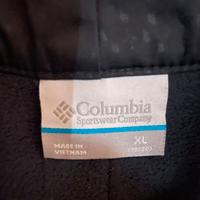 Columbia
Sportswear Company
XL
MADE IN
VIETNAM